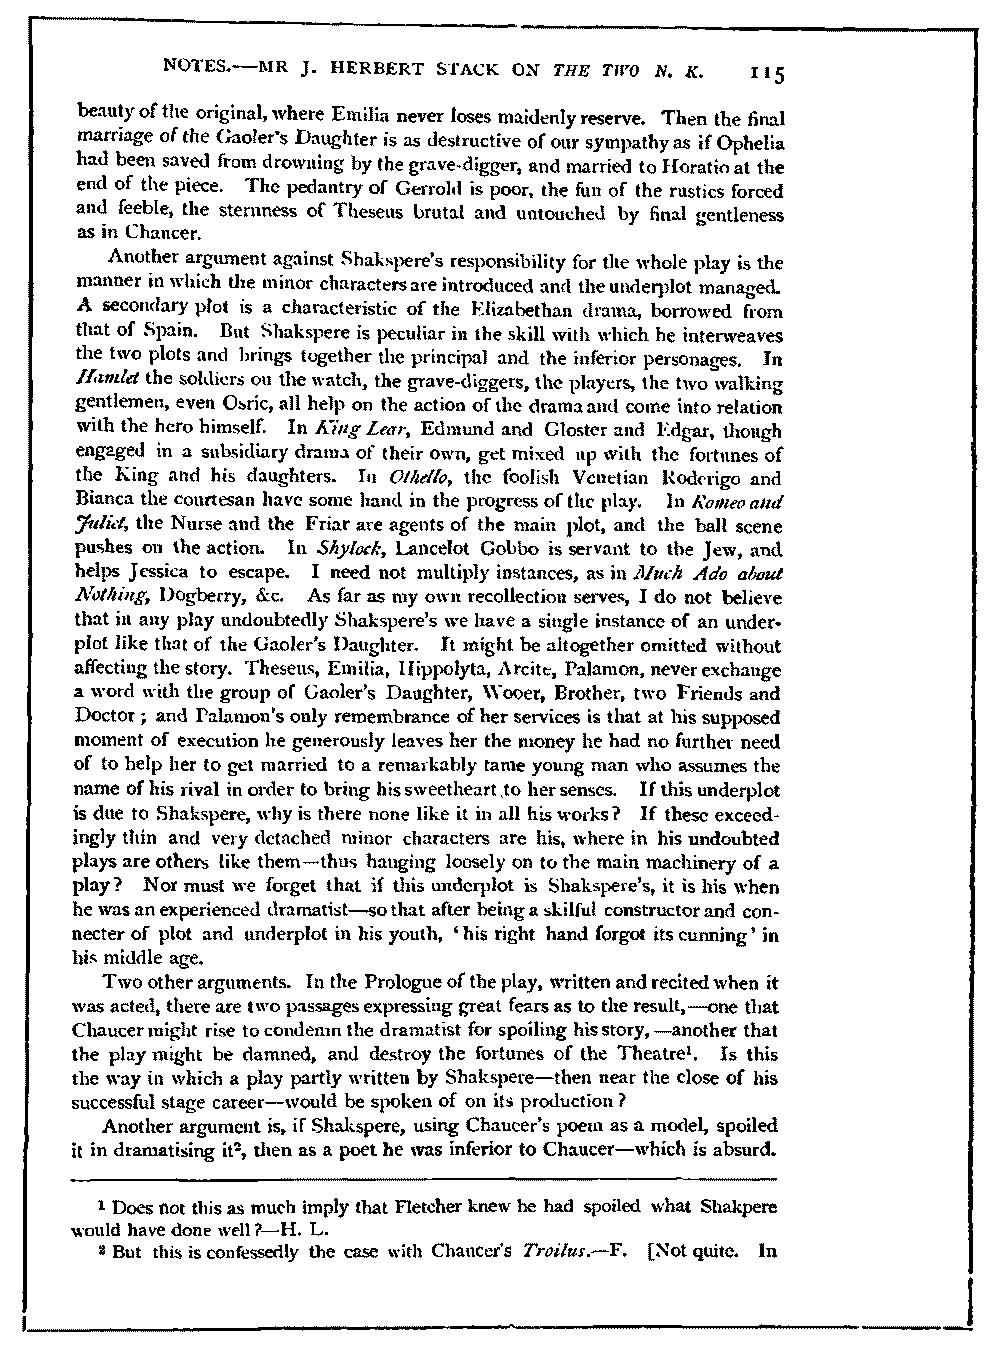 NOTES.—MR J. HERBERT STACK ON THE TWO N. K. 115
beauty of the original, where Emilia never loses maidenly reserve. Then the final
marriage of the Gaoler's Daughter is as destructive of our sympathy as if Ophelia
had been saved from drowning by the grave-digger, and married to Horatio at the
end of the piece. The pedantry of Gerrold is poor, the fun of the rustics forced
and feeble, the sternness of Theseus brutal and untouched by final gentleness
as in Chaucer.
Another argument against Shakspere's responsibility for the whole play is the
manner in which the minor characters are introduced and the underplot managed.
A secondary plot is a characteristic of the Elizabethan drama, borrowed from
that of Spain. But Shakspere is peculiar in the skill with which he interweaves
the two plots and brings together the principal and the inferior personages. In
Hamlet the soldiers on the watch, the grave-diggers, the players, the two walking
gentlemen, even Osric, all help on the action of the drama and come into relation
with the hero himself. In King Lear, Edmund and Gloster and Edgar, though
engaged in a subsidiary drama of their own, get mixed up with the fortunes of
the King and his daughters. In Othello, the foolish Venetian Roderigo and
Bianca the courtesan have some hand in the progress of the play. In Romeo and
Juliet, the Nurse and the Friar are agents of the main plot, and the ball scene
pushes on the action. In Shylock, Lancelot Gobbo is servant to the Jew, and
helps Jessica to escape. I need not multiply instances, as in Much Ado about
Nothing, Dogberry, &c. As far as my own recollection serves, I do not believe
that in any play undoubtedly Shakspere's we have a single instance of an under-
plot like that of the Gaoler's Daughter. It might be altogether omitted without
affecting the story. Theseus, Emilia, Hippolyta, Arcite, Palamon, never exchange
a word with the group of Gaoler's Daughter, Wooer, Brother, two Friends and
Doctor; and Palamon's only remembrance of her services is that at his supposed
moment of execution he generously leaves her the money he had no further need
of to help her to get married to a remarkably tame young man who assumes the
name of his rival in order to bring his sweetheart to her senses. If this underplot
is due to Shakspere, why is there none like it in all his works? If these exceed-
ingly thin and very detached minor characters are his, where in his undoubted
plays are others like them—thus hanging loosely on to the main machinery of a
play? Nor must we forget that if this underplot is Shakspere's, it is his when
he was an experienced dramatist—so that after being a skilful constructor and con-
necter of plot and underplot in his youth, 'his right hand forgot its cunning' in
his middle age.
Two other arguments. In the Prologue of the play, written and recited when it
was acted, there are two passages expressing great fears as to the result,—one that
Chaucer might rise to condemn the dramatist for spoiling his story,—another that
the play might be damned, and destroy the fortunes of the Theatre¹. Is this
the way in which a play partly written by Shakspere—then near the close of his
successful stage career—would be spoken of on its production?
Another argument is, if Shakspere, using Chaucer's poem as a model, spoiled
it in dramatising it², then as a poet he was inferior to Chaucer—which is absurd.
¹ Does not this as much imply that Fletcher knew he had spoiled what Shakpere
would have done well?—H. L.
² But this is confessedly the case with Chaucer's Troilus.—F. [Not quite. In